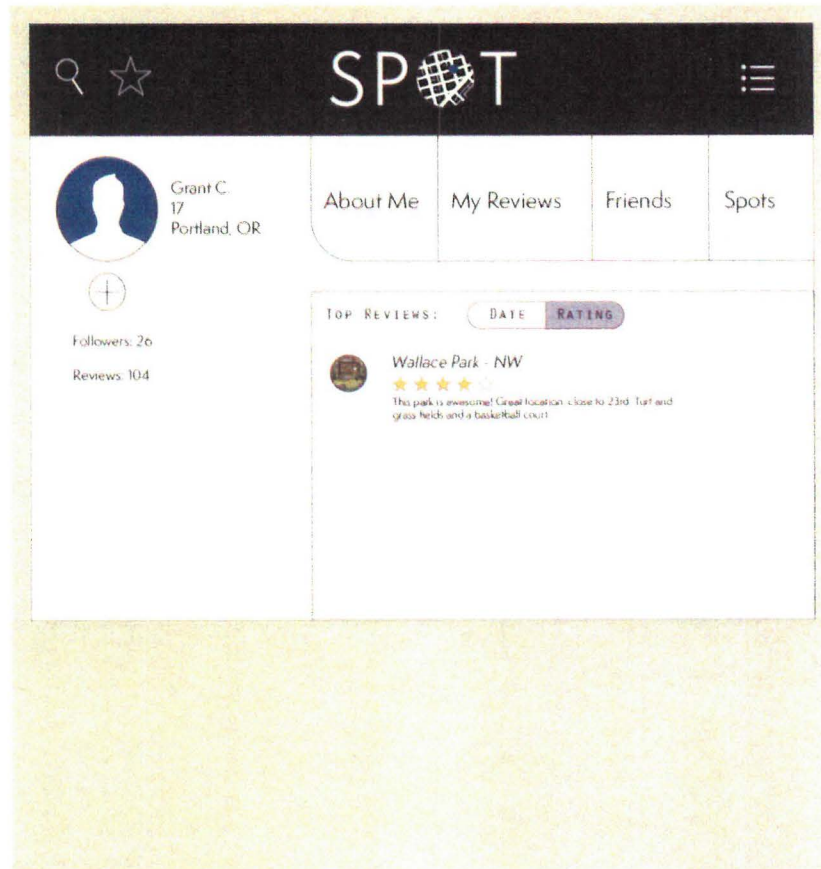 SPOT
Grant C.
17
Portland, OR
About Me
My Reviews
Friends
Spots
Followers: 26
Reviews: 104
TOP REVIEWS:
DATE
RATING
Wallace Park - NW
This park is awesome! Great location, close to 23rd. Turf and
grass fields and a basketball court.